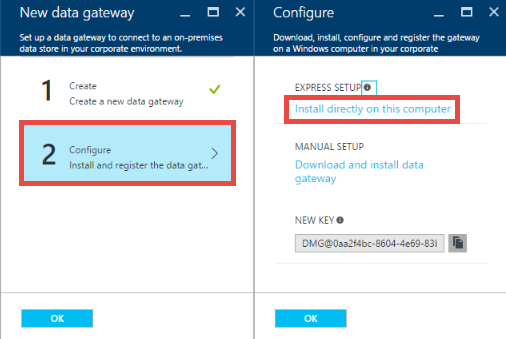 New data gateway
Set up a data gateway to connect to an on-premises
data store in your corporate environment.
1
Create
Create a new data gateway
2
Configure
Install and register the data gat...
OK
Configure
Download, install, configure and register the gateway
on a Windows computer in your corporate
EXPRESS SETUP
Install directly on this computer
MANUAL SETUP
Download and install data
gateway
NEW KEY
DMG@0aa2f4bc-8604-4e69-83
OK